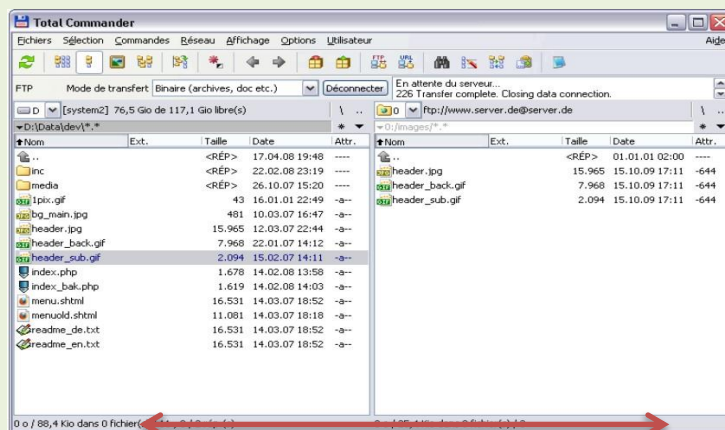 Total Commander
Fichiers Sélection Commandes Réseau Affichage Options Utilisateur Aide
FTP Mode de transfert Binaire (archives, doc etc.) Déconnecter
En attente du serveur...
226 Transfer complete. Closing data connection.
D [system2] 76,5 Gio de 117,1 Gio libre(s) \ ..
0 ftp://www.server.de@server.de \ ..
D:\Data\dev\*.* * 
0:/images/*.* *
Nom Ext. Taille Date Attr.
.. <RÉP> 17.04.08 19:48 ----
inc <RÉP> 22.02.08 23:19 ----
media <RÉP> 26.10.07 15:20 ----
1pix.gif 43 16.01.01 22:49 -a--
bg_main.jpg 481 10.03.07 16:47 -a--
header.jpg 15.965 12.03.07 22:44 -a--
header_back.gif 7.968 22.01.07 14:12 -a--
header_sub.gif 2.094 15.02.07 14:11 -a--
index.php 1.678 14.02.08 13:58 -a--
index_bak.php 1.619 14.02.08 14:03 -a--
menu.shtml 16.531 14.03.07 18:52 -a--
menuold.shtml 11.081 14.03.07 18:18 -a--
readme_de.txt 16.531 14.03.07 18:52 -a--
readme_en.txt 16.531 14.03.07 18:52 -a--
Nom Ext. Taille Date Attr.
.. <RÉP> 01.01.01 02:00 ----
header.jpg 15.965 15.10.09 17:11 -644
header_back.gif 7.968 15.10.09 17:11 -644
header_sub.gif 2.094 15.10.09 17:11 -644
0 o / 88,4 Kio dans 0 fichier(